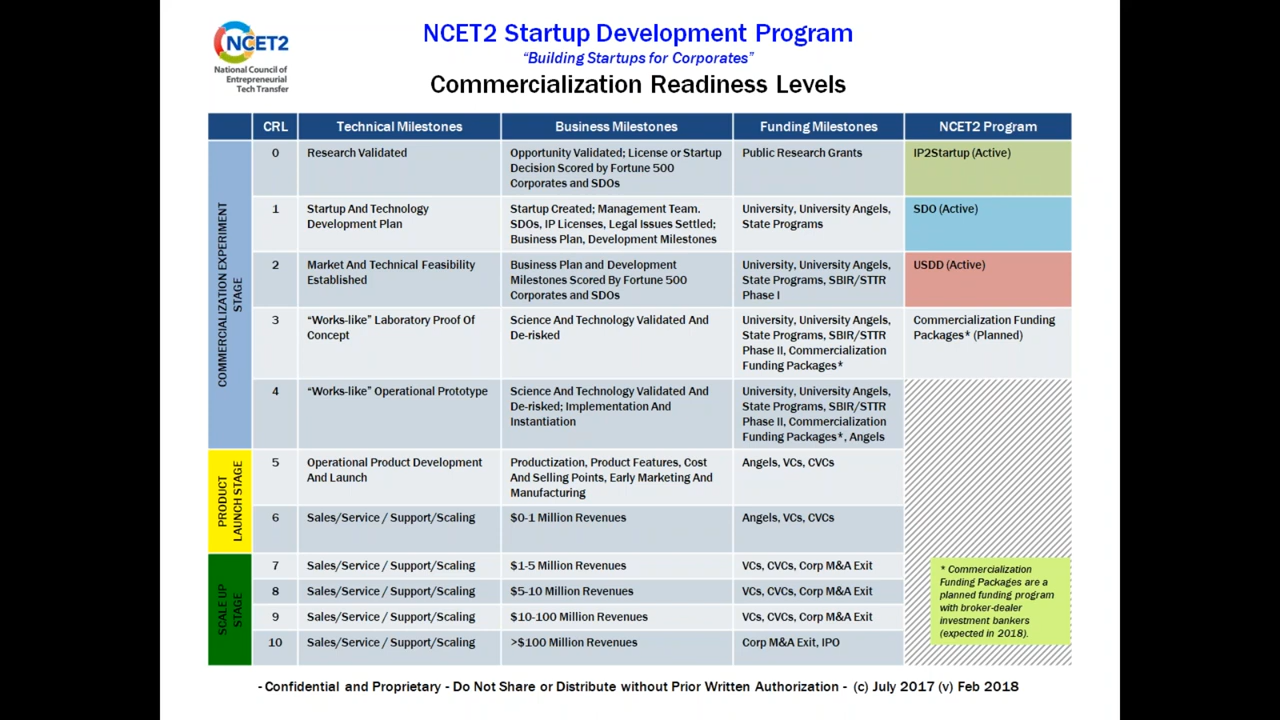 NCET2
National Council of
Entrepreneurial
Tech Transfer
NCET2 Startup Development Program
“Building Startups for Corporates”
Commercialization Readiness Levels
CRL
Technical Milestones
Business Milestones
Funding Milestones
NCET2 Program
COMMERCIALIZATION EXPERIMENT
STAGE
0
Research Validated
Opportunity Validated; License or Startup
Decision Scored by Fortune 500
Corporates and SDOs
Public Research Grants
IP2Startup (Active)
1
Startup And Technology
Development Plan
Startup Created; Management Team.
SDOs, IP Licenses, Legal Issues Settled;
Business Plan, Development Milestones
University, University Angels,
State Programs
SDO (Active)
2
Market And Technical Feasibility
Established
Business Plan and Development
Milestones Scored By Fortune 500
Corporates and SDOs
University, University Angels,
State Programs, SBIR/STTR
Phase I
USDD (Active)
3
“Works-like” Laboratory Proof Of
Concept
Science And Technology Validated And
De-risked
University, University Angels,
State Programs, SBIR/STTR
Phase II, Commercialization
Funding Packages*
Commercialization Funding
Packages* (Planned)
4
“Works-like” Operational Prototype
Science And Technology Validated And
De-risked; Implementation And
Instantiation
University, University Angels,
State Programs, SBIR/STTR
Phase II, Commercialization
Funding Packages*, Angels
PRODUCT
LAUNCH STAGE
5
Operational Product Development
And Launch
Productization, Product Features, Cost
And Selling Points, Early Marketing And
Manufacturing
Angels, VCs, CVCs
6
Sales/Service / Support/Scaling
$0-1 Million Revenues
Angels, VCs, CVCs
SCALE UP
STAGE
7
Sales/Service / Support/Scaling
$1-5 Million Revenues
VCs, CVCs, Corp M&A Exit
8
Sales/Service / Support/Scaling
$5-10 Million Revenues
VCs, CVCs, Corp M&A Exit
9
Sales/Service / Support/Scaling
$10-100 Million Revenues
VCs, CVCs, Corp M&A Exit
10
Sales/Service / Support/Scaling
>$100 Million Revenues
Corp M&A Exit, IPO
* Commercialization
Funding Packages are a
planned funding program
with broker-dealer
investment bankers
(expected in 2018).
- Confidential and Proprietary - Do Not Share or Distribute without Prior Written Authorization - (c) July 2017 (v) Feb 2018